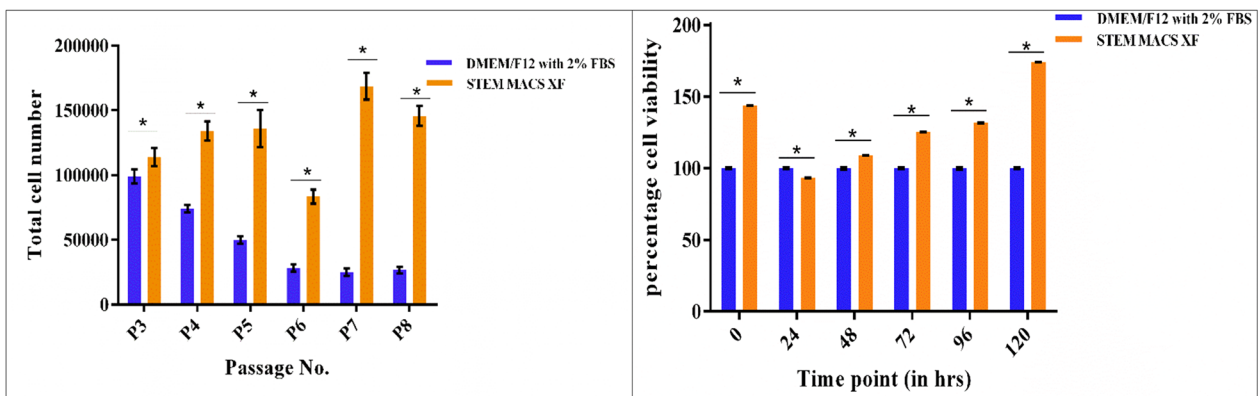 200000
150000
100000
50000
0
Total cell number
*
*
*
*
*
*
DMEM/F12 with 2% FBS
STEM MACS XF
P3 P4 P5 P6 P7 P8
Passage No.
200
150
100
50
0
percentage cell viability
*
*
*
*
*
*
DMEM/F12 with 2% FBS
STEM MACS XF
0 24 48 72 96 120
Time point (in hrs)